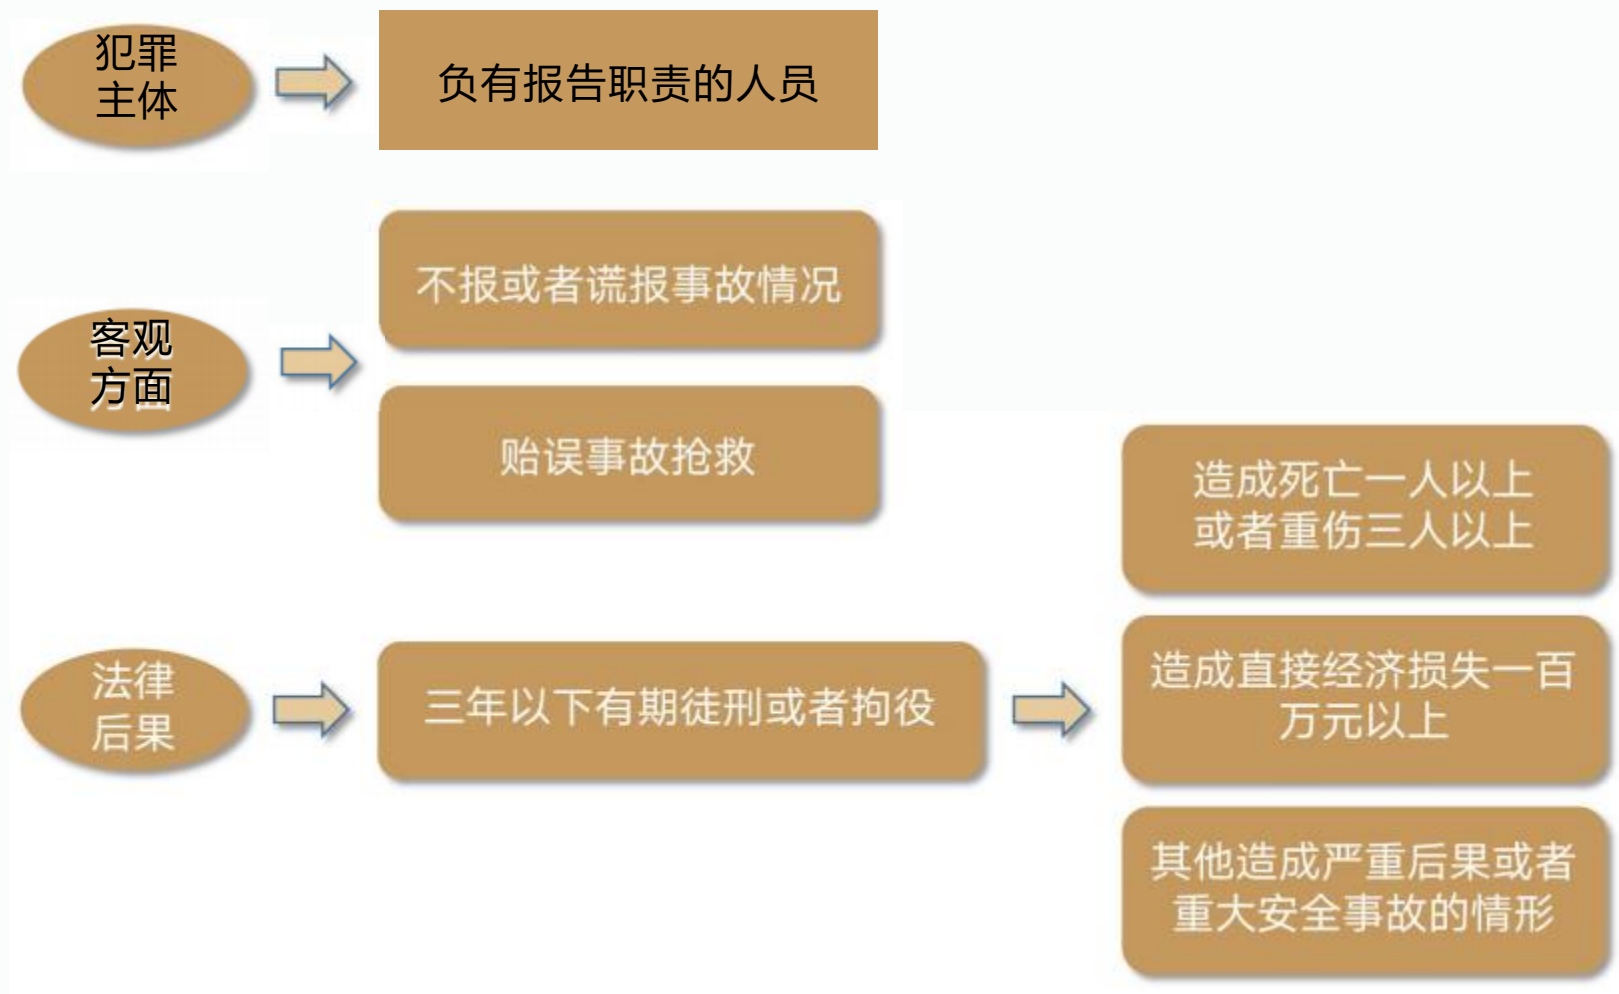 犯罪
主体
负有报告职责的人员
客观
方面
不报或者谎报事故情况
贻误事故抢救
法律
后果
三年以下有期徒刑或者拘役
造成死亡一人以上
或者重伤三人以上
造成直接经济损失一百
万元以上
其他造成严重后果或者
重大安全事故的情形